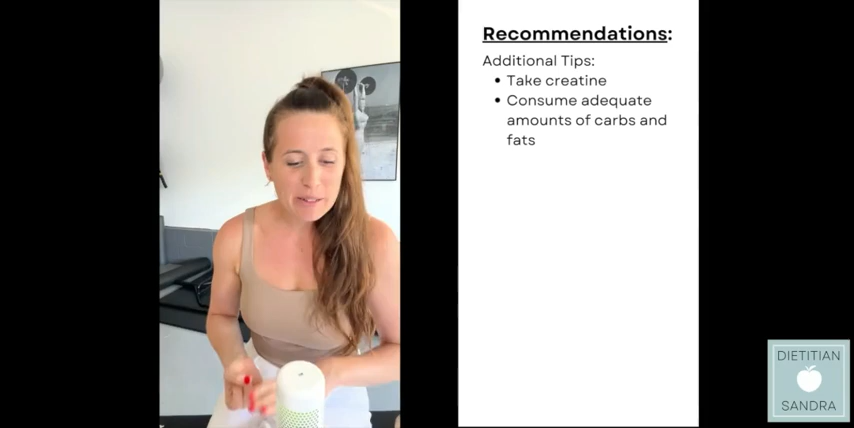 Recommendations:
Additional Tips:
• Take creatine
• Consume adequate
amounts of carbs and
fats
DIETITIAN
SANDRA